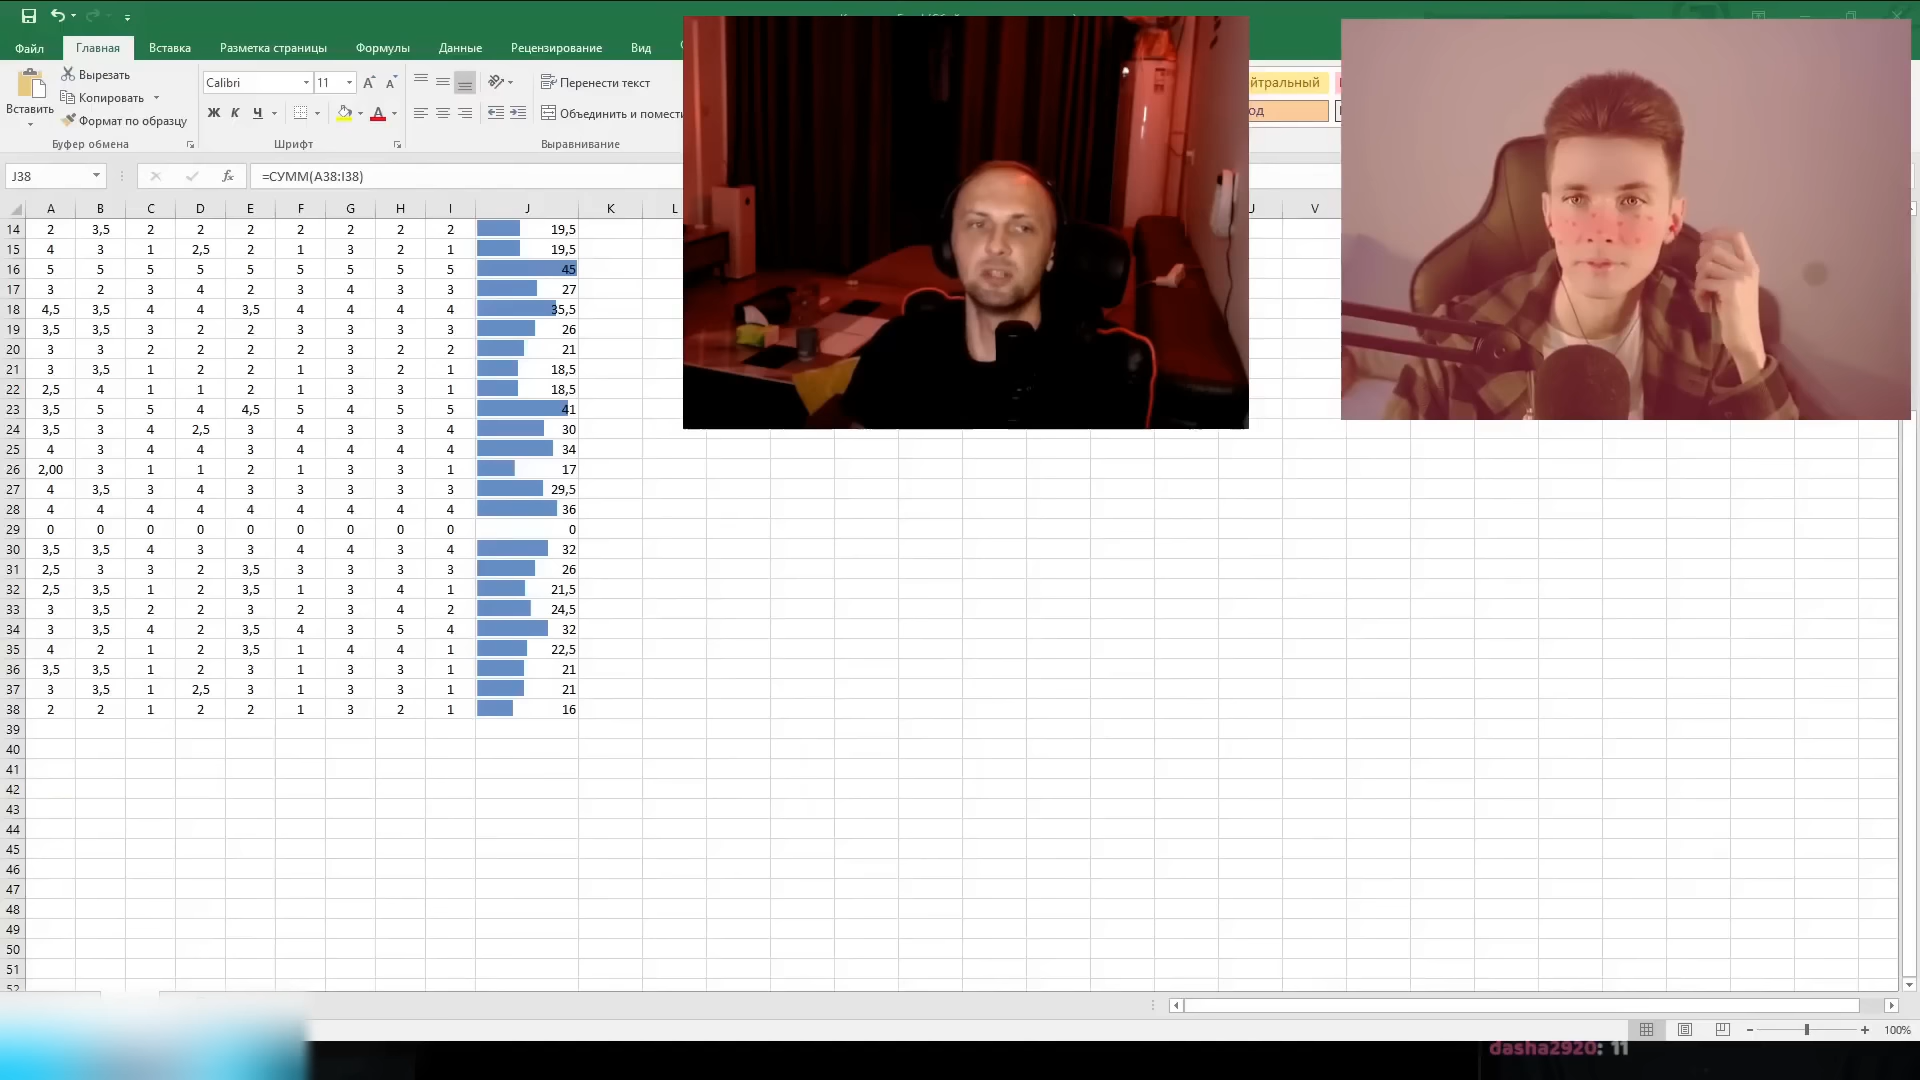 Файл Главная Вставка Разметка страницы Формулы Данные Рецензирование Вид
Вырезать
Копировать
Формат по образцу
Вставить
Буфер обмена
Calibri 11
Ж К Ч
Шрифт
Перенести текст
Объединить и помести
Выравнивание
йтральный
од
J38 fx =СУММ(A38:I38)
A B C D E F G H I J K L U V
14 2 3,5 2 2 2 2 2 2 2 19,5
15 4 3 1 2,5 2 1 3 2 1 19,5
16 5 5 5 5 5 5 5 5 5 45
17 3 2 3 4 2 3 4 3 3 27
18 4,5 3,5 4 4 3,5 4 4 4 4 35,5
19 3,5 3,5 3 2 2 3 3 3 3 26
20 3 3 2 2 2 2 3 2 2 21
21 3 3,5 1 2 2 1 3 2 1 18,5
22 2,5 4 1 1 2 1 3 3 1 18,5
23 3,5 5 5 4 4,5 5 4 5 5 41
24 3,5 3 4 2,5 3 4 3 3 4 30
25 4 3 4 4 3 4 4 4 4 34
26 2,00 3 1 1 2 1 3 3 1 17
27 4 3,5 3 4 3 3 3 3 3 29,5
28 4 4 4 4 4 4 4 4 4 36
29 0 0 0 0 0 0 0 0 0 0
30 3,5 3,5 4 3 3 4 4 3 4 32
31 2,5 3 3 2 3,5 3 3 3 3 26
32 2,5 3,5 1 2 3,5 1 3 4 1 21,5
33 3 3,5 2 2 3 2 3 4 2 24,5
34 3 3,5 4 2 3,5 4 3 5 4 32
35 4 2 1 2 3,5 1 4 4 1 22,5
36 3,5 3,5 1 2 3 1 3 3 1 21
37 3 3,5 1 2,5 3 1 3 3 1 21
38 2 2 1 2 2 1 3 2 1 16
39
40
41
42
43
44
45
46
47
48
49
50
51
52
100%
dasha2920: 11